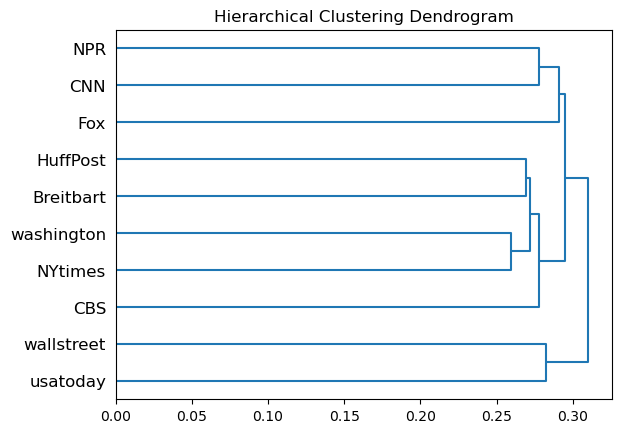 Hierarchical Clustering Dendrogram
NPR
CNN
Fox
HuffPost
Breitbart
washington
NYtimes
CBS
wallstreet
usatoday
0.00 0.05 0.10 0.15 0.20 0.25 0.30